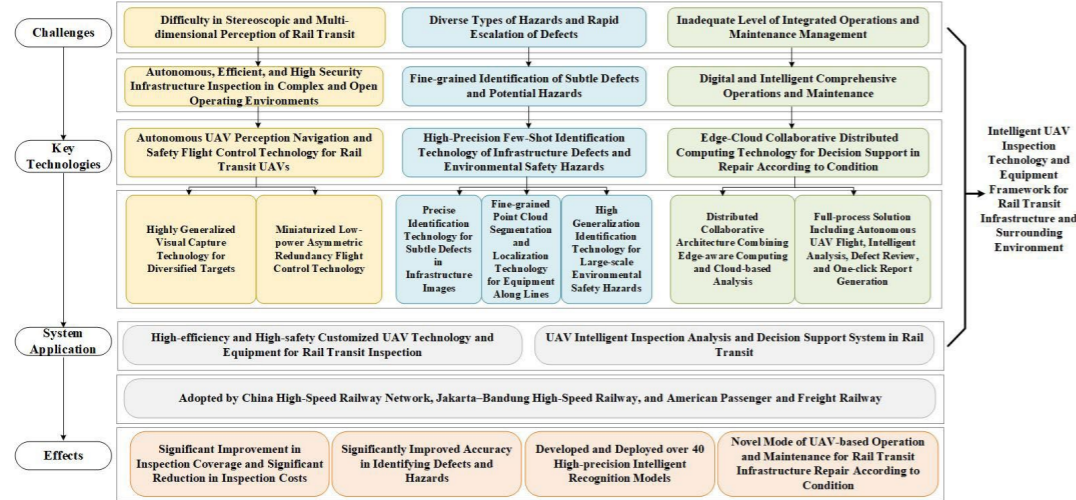 Challenges
Difficulty in Stereoscopic and Multi-
dimensional Perception of Rail Transit
Diverse Types of Hazards and Rapid
Escalation of Defects
Inadequate Level of Integrated Operations and
Maintenance Management
Autonomous, Efficient, and High Security
Infrastructure Inspection in Complex and Open
Operating Environments
Fine-grained Identification of Subtle Defects
and Potential Hazards
Digital and Intelligent Comprehensive
Operations and Maintenance
Key
Technologies
Autonomous UAV Perception Navigation and
Safety Flight Control Technology for Rail
Transit UAVs
High-Precision Few-Shot Identification
Technology of Infrastructure Defects and
Environmental Safety Hazards
Edge-Cloud Collaborative Distributed
Computing Technology for Decision Support in
Repair According to Condition
Highly Generalized
Visual Capture
Technology for
Diversified Targets
Miniaturized Low-
power Asymmetric
Redundancy Flight
Control Technology
Precise
Identification
Technology for
Subtle Defects
in
Infrastructure
Images
Fine-grained
Point Cloud
Segmentation
and
Localization
Technology
for Equipment
Along Lines
High
Generalization
Identification
Technology for
Large-scale
Environmental
Safety Hazards
Distributed
Collaborative
Architecture Combining
Edge-aware Computing
and Cloud-based
Analysis
Full-process Solution
Including Autonomous
UAV Flight, Intelligent
Analysis, Defect Review,
and One-click Report
Generation
Intelligent UAV
Inspection
Technology and
Equipment
Framework for
Rail Transit
Infrastructure and
Surrounding
Environment
System
Application
High-efficiency and High-safety Customized UAV Technology and
Equipment for Rail Transit Inspection
UAV Intelligent Inspection Analysis and Decision Support System in Rail
Transit
Adopted by China High-Speed Railway Network, Jakarta–Bandung High-Speed Railway, and American Passenger and Freight Railway
Effects
Significant Improvement in
Inspection Coverage and Significant
Reduction in Inspection Costs
Significantly Improved Accuracy
in Identifying Defects and
Hazards
Developed and Deployed over 40
High-precision Intelligent
Recognition Models
Novel Mode of UAV-based Operation
and Maintenance for Rail Transit
Infrastructure Repair According to
Condition